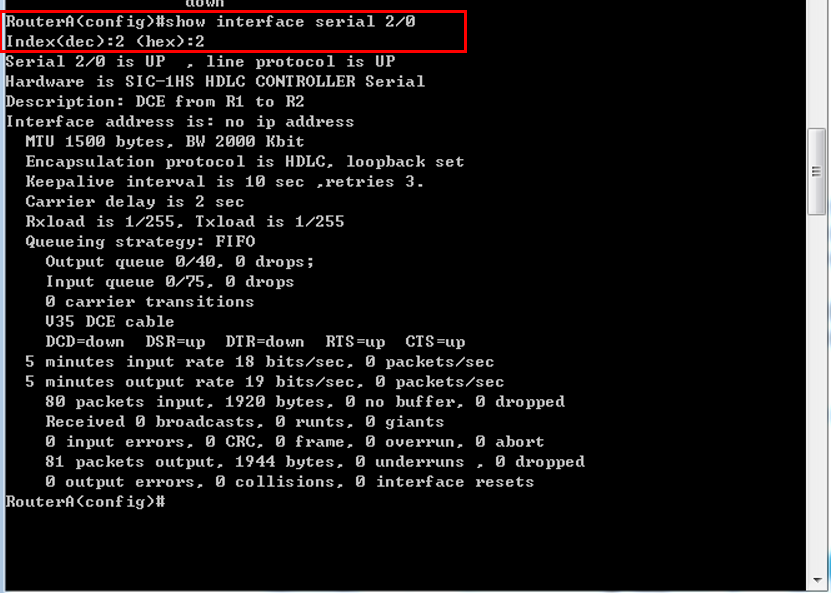 down
RouterA(config)#show interface serial 2/0
Index(dec):2 (hex):2
Serial 2/0 is UP  , line protocol is UP
Hardware is SIC-1HS HDLC CONTROLLER Serial
Description: DCE from R1 to R2
Interface address is: no ip address
  MTU 1500 bytes, BW 2000 Kbit
  Encapsulation protocol is HDLC, loopback set
  Keepalive interval is 10 sec ,retries 3.
  Carrier delay is 2 sec
  Rxload is 1/255, Txload is 1/255
  Queueing strategy: FIFO
    Output queue 0/40, 0 drops;
    Input queue 0/75, 0 drops
    0 carrier transitions
    V35 DCE cable
    DCD=down  DSR=up  DTR=down  RTS=up  CTS=up
  5 minutes input rate 18 bits/sec, 0 packets/sec
  5 minutes output rate 19 bits/sec, 0 packets/sec
    80 packets input, 1920 bytes, 0 no buffer, 0 dropped
    Received 0 broadcasts, 0 runts, 0 giants
    0 input errors, 0 CRC, 0 frame, 0 overrun, 0 abort
    81 packets output, 1944 bytes, 0 underruns , 0 dropped
    0 output errors, 0 collisions, 0 interface resets
RouterA(config)#